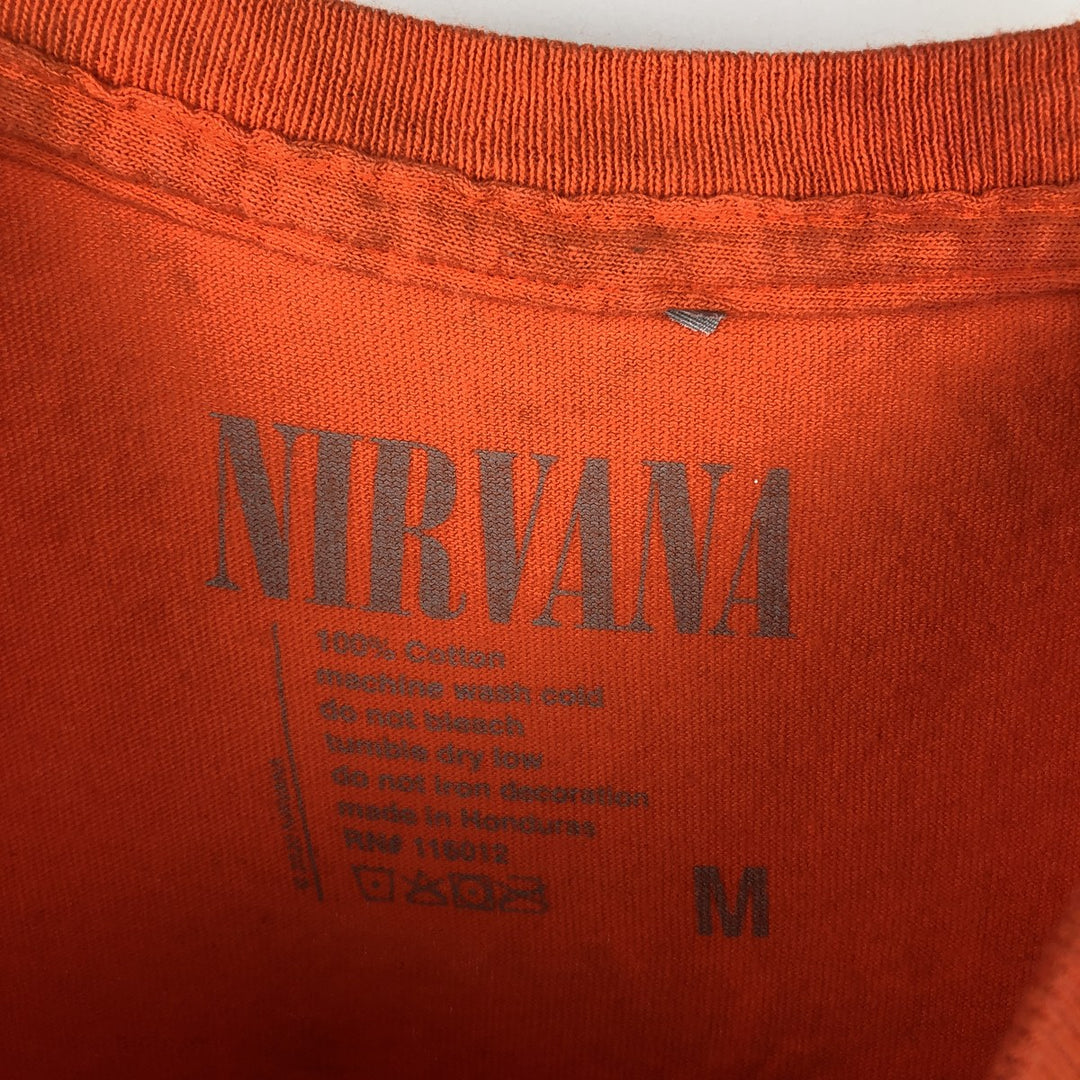 NIRVANA
100% Cotton
machine wash cold
do not bleach
tumble dry low
do not iron decoration
made in Honduras
RN# 116012
M